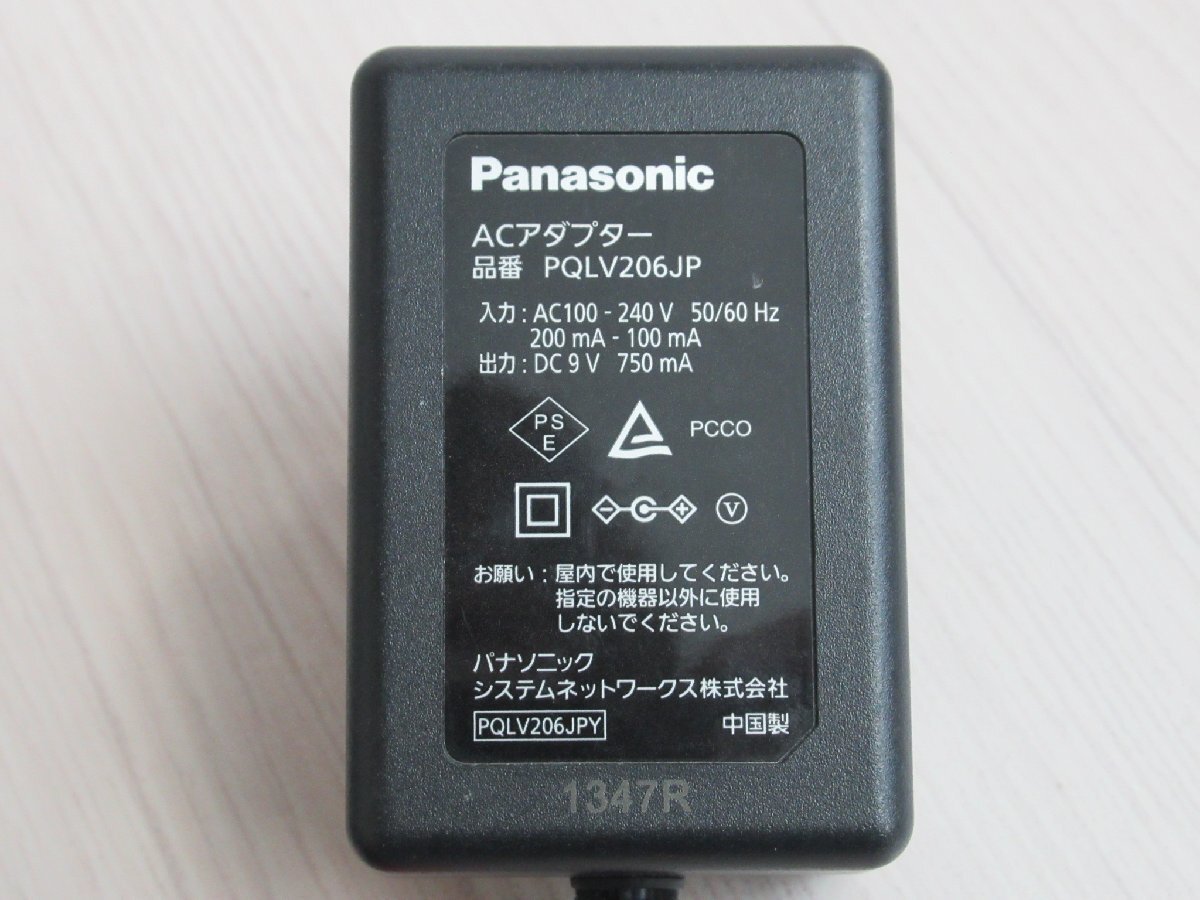 Panasonic
ACアダプター
品番 PQLV206JP
入力 : AC100 - 240 V 50/60 Hz
200 mA - 100 mA
出力 : DC 9 V 750 mA
PS
E
PCCO
V
お願い : 屋内で使用してください。
指定の機器以外に使用
しないでください。
パナソニック
システムネットワークス株式会社
PQLV206JPY 中国製
1347R